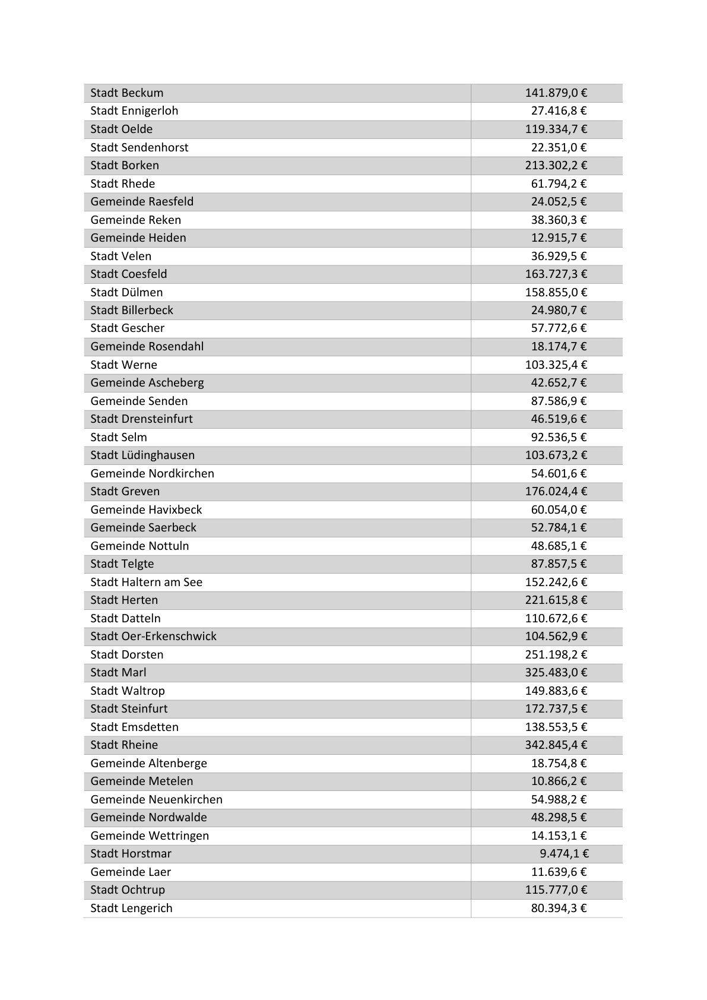 Stadt Beckum 141.879,0 €
Stadt Ennigerloh 27.416,8 €
Stadt Oelde 119.334,7 €
Stadt Sendenhorst 22.351,0 €
Stadt Borken 213.302,2 €
Stadt Rhede 61.794,2 €
Gemeinde Raesfeld 24.052,5 €
Gemeinde Reken 38.360,3 €
Gemeinde Heiden 12.915,7 €
Stadt Velen 36.929,5 €
Stadt Coesfeld 163.727,3 €
Stadt Dülmen 158.855,0 €
Stadt Billerbeck 24.980,7 €
Stadt Gescher 57.772,6 €
Gemeinde Rosendahl 18.174,7 €
Stadt Werne 103.325,4 €
Gemeinde Ascheberg 42.652,7 €
Gemeinde Senden 87.586,9 €
Stadt Drensteinfurt 46.519,6 €
Stadt Selm 92.536,5 €
Stadt Lüdinghausen 103.673,2 €
Gemeinde Nordkirchen 54.601,6 €
Stadt Greven 176.024,4 €
Gemeinde Havixbeck 60.054,0 €
Gemeinde Saerbeck 52.784,1 €
Gemeinde Nottuln 48.685,1 €
Stadt Telgte 87.857,5 €
Stadt Haltern am See 152.242,6 €
Stadt Herten 221.615,8 €
Stadt Datteln 110.672,6 €
Stadt Oer-Erkenschwick 104.562,9 €
Stadt Dorsten 251.198,2 €
Stadt Marl 325.483,0 €
Stadt Waltrop 149.883,6 €
Stadt Steinfurt 172.737,5 €
Stadt Emsdetten 138.553,5 €
Stadt Rheine 342.845,4 €
Gemeinde Altenberge 18.754,8 €
Gemeinde Metelen 10.866,2 €
Gemeinde Neuenkirchen 54.988,2 €
Gemeinde Nordwalde 48.298,5 €
Gemeinde Wettringen 14.153,1 €
Stadt Horstmar 9.474,1 €
Gemeinde Laer 11.639,6 €
Stadt Ochtrup 115.777,0 €
Stadt Lengerich 80.394,3 €